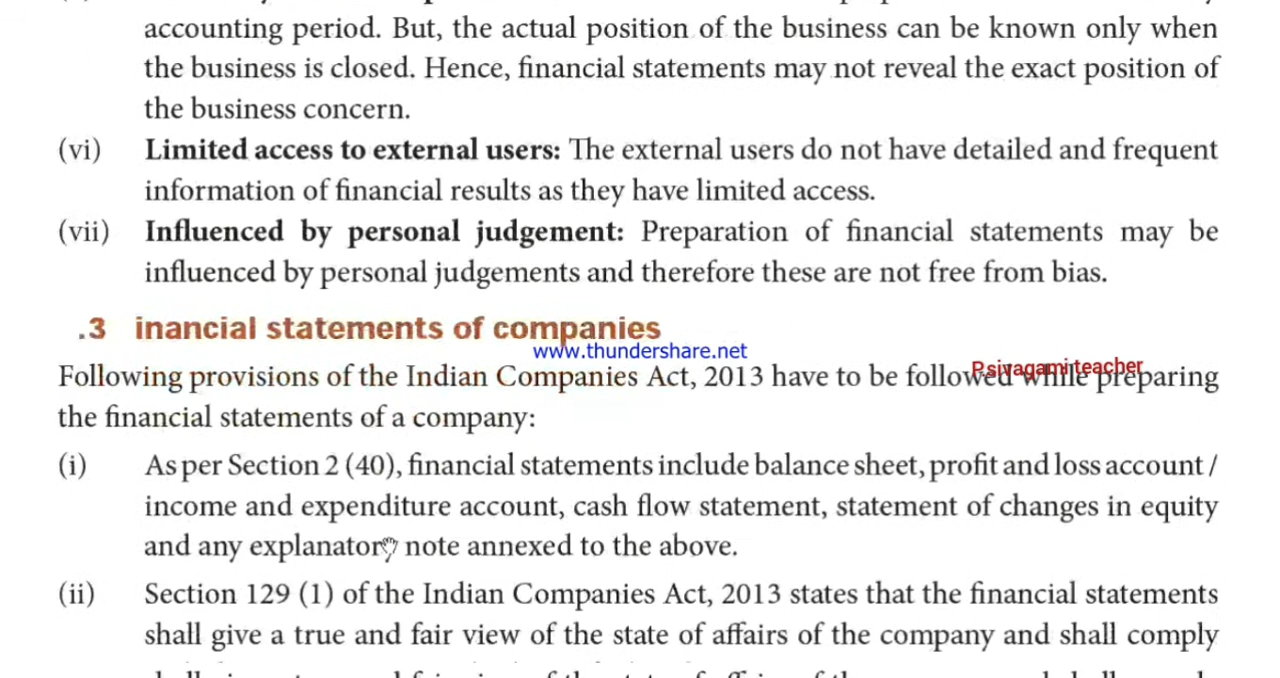 accounting period. But, the actual position of the business can be known only when
the business is closed. Hence, financial statements may not reveal the exact position of
the business concern.
(vi) Limited access to external users: The external users do not have detailed and frequent
information of financial results as they have limited access.
(vii) Influenced by personal judgement: Preparation of financial statements may be
influenced by personal judgements and therefore these are not free from bias.
.3 inancial statements of companies
www.thundershare.net
P.sivagami teacher
Following provisions of the Indian Companies Act, 2013 have to be followed while preparing
the financial statements of a company:
(i) As per Section 2 (40), financial statements include balance sheet, profit and loss account /
income and expenditure account, cash flow statement, statement of changes in equity
and any explanatory note annexed to the above.
(ii) Section 129 (1) of the Indian Companies Act, 2013 states that the financial statements
shall give a true and fair view of the state of affairs of the company and shall comply